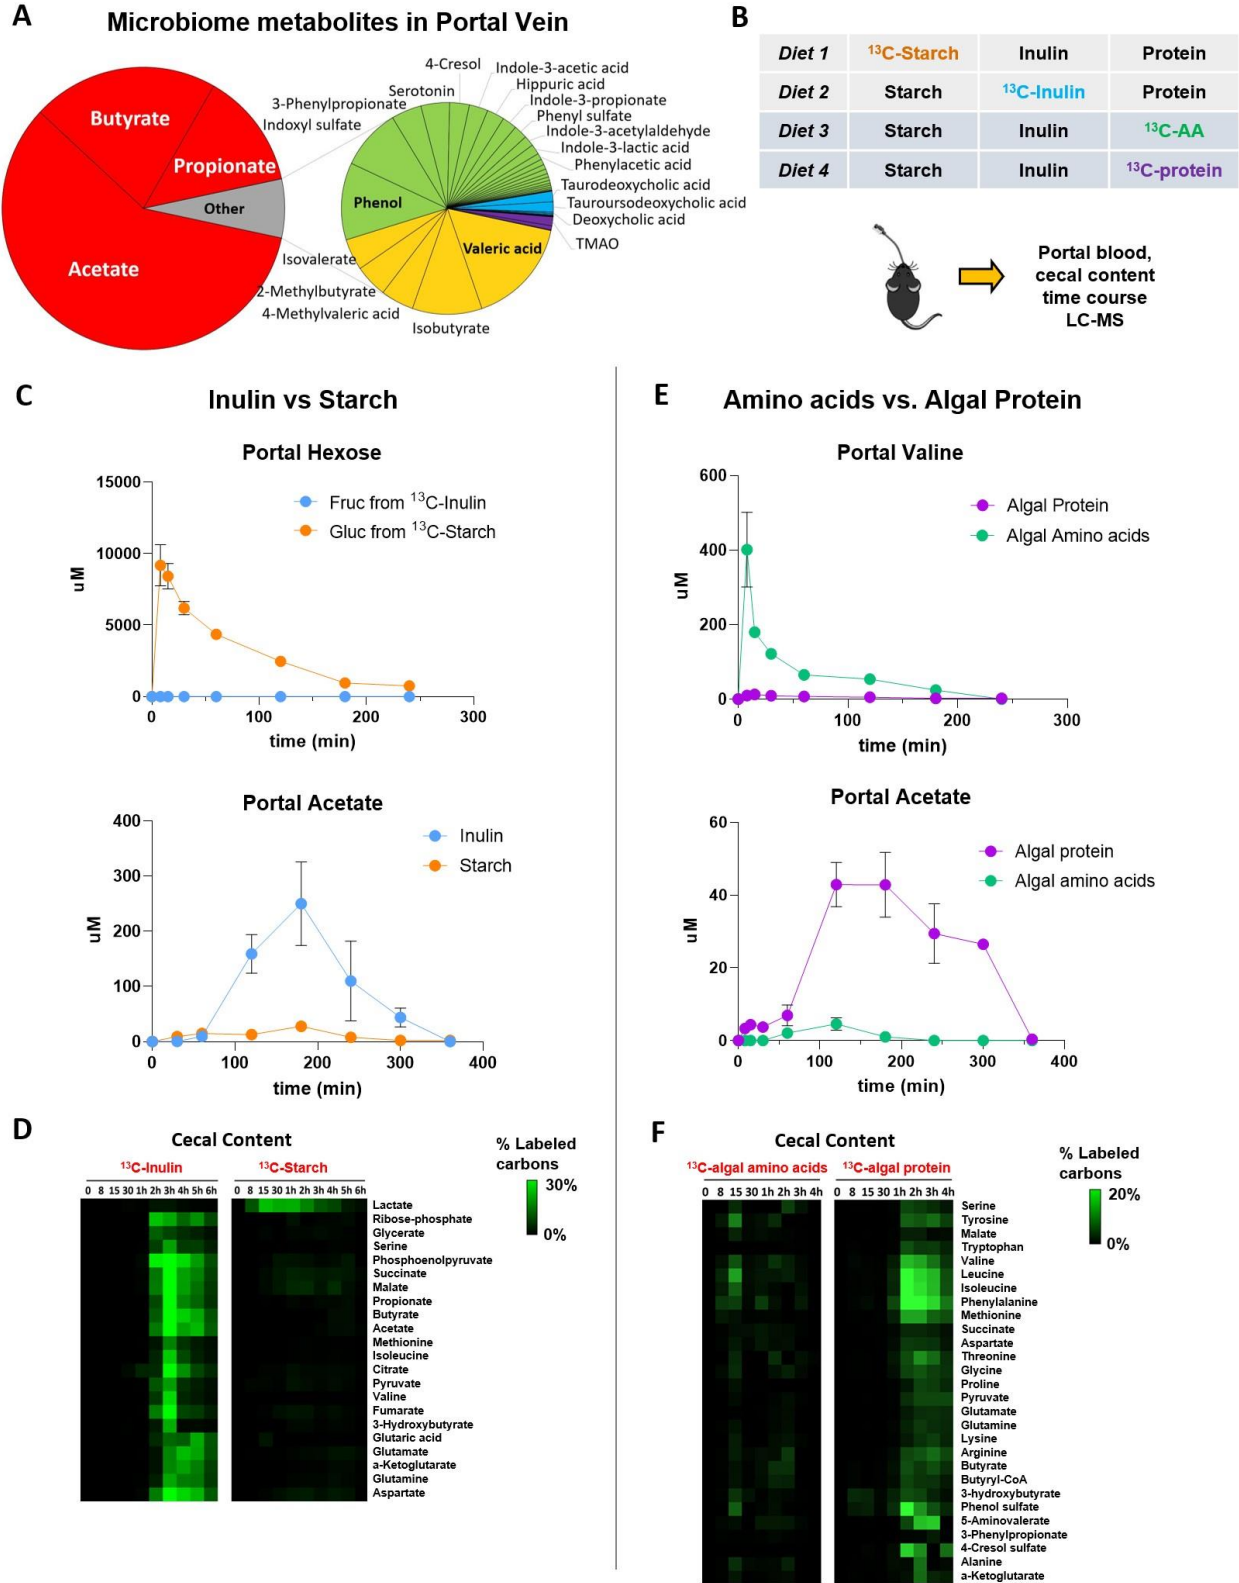 A
Microbiome metabolites in Portal Vein
Butyrate
Propionate
Other
Acetate
4-Cresol
Serotonin
3-Phenylpropionate
Indoxyl sulfate
Indole-3-acetic acid
Hippuric acid
Indole-3-propionate
Phenyl sulfate
Indole-3-acetylaldehyde
Indole-3-lactic acid
Phenylacetic acid
Taurodeoxycholic acid
Tauroursodeoxycholic acid
Deoxycholic acid
TMAO
Phenol
Valeric acid
Isovalerate
2-Methylbutyrate
4-Methylvaleric acid
Isobutyrate
B
Diet 1 ¹³C-Starch Inulin Protein
Diet 2 Starch ¹³C-Inulin Protein
Diet 3 Starch Inulin ¹³C-AA
Diet 4 Starch Inulin ¹³C-protein
Portal blood,
cecal content
time course
LC-MS
C
Inulin vs Starch
Portal Hexose
15000
10000
5000
0
uM
Fruc from ¹³C-Inulin
Gluc from ¹³C-Starch
0 100 200 300
time (min)
Portal Acetate
400
300
200
100
0
uM
Inulin
Starch
0 100 200 300 400
time (min)
E
Amino acids vs. Algal Protein
Portal Valine
600
400
200
0
uM
Algal Protein
Algal Amino acids
0 100 200 300
time (min)
Portal Acetate
60
40
20
0
uM
Algal protein
Algal amino acids
0 100 200 300 400
time (min)
D
Cecal Content
¹³C-Inulin ¹³C-Starch
0 8 15 30 1h 2h 3h 4h 5h 6h 0 8 15 30 1h 2h 3h 4h 5h 6h
% Labeled
carbons
30%
0%
Lactate
Ribose-phosphate
Glycerate
Serine
Phosphoenolpyruvate
Succinate
Malate
Propionate
Butyrate
Acetate
Methionine
Isoleucine
Citrate
Pyruvate
Valine
Fumarate
3-Hydroxybutyrate
Glutaric acid
Glutamate
a-Ketoglutarate
Glutamine
Aspartate
F
Cecal Content
¹³C-algal amino acids ¹³C-algal protein
0 8 15 30 1h 2h 3h 4h 0 8 15 30 1h 2h 3h 4h
% Labeled
carbons
20%
0%
Serine
Tyrosine
Malate
Tryptophan
Valine
Leucine
Isoleucine
Phenylalanine
Methionine
Succinate
Aspartate
Threonine
Glycine
Proline
Pyruvate
Glutamate
Glutamine
Lysine
Arginine
Butyrate
Butyryl-CoA
3-hydroxybutyrate
Phenol sulfate
5-Aminovalerate
3-Phenylpropionate
4-Cresol sulfate
Alanine
a-Ketoglutarate